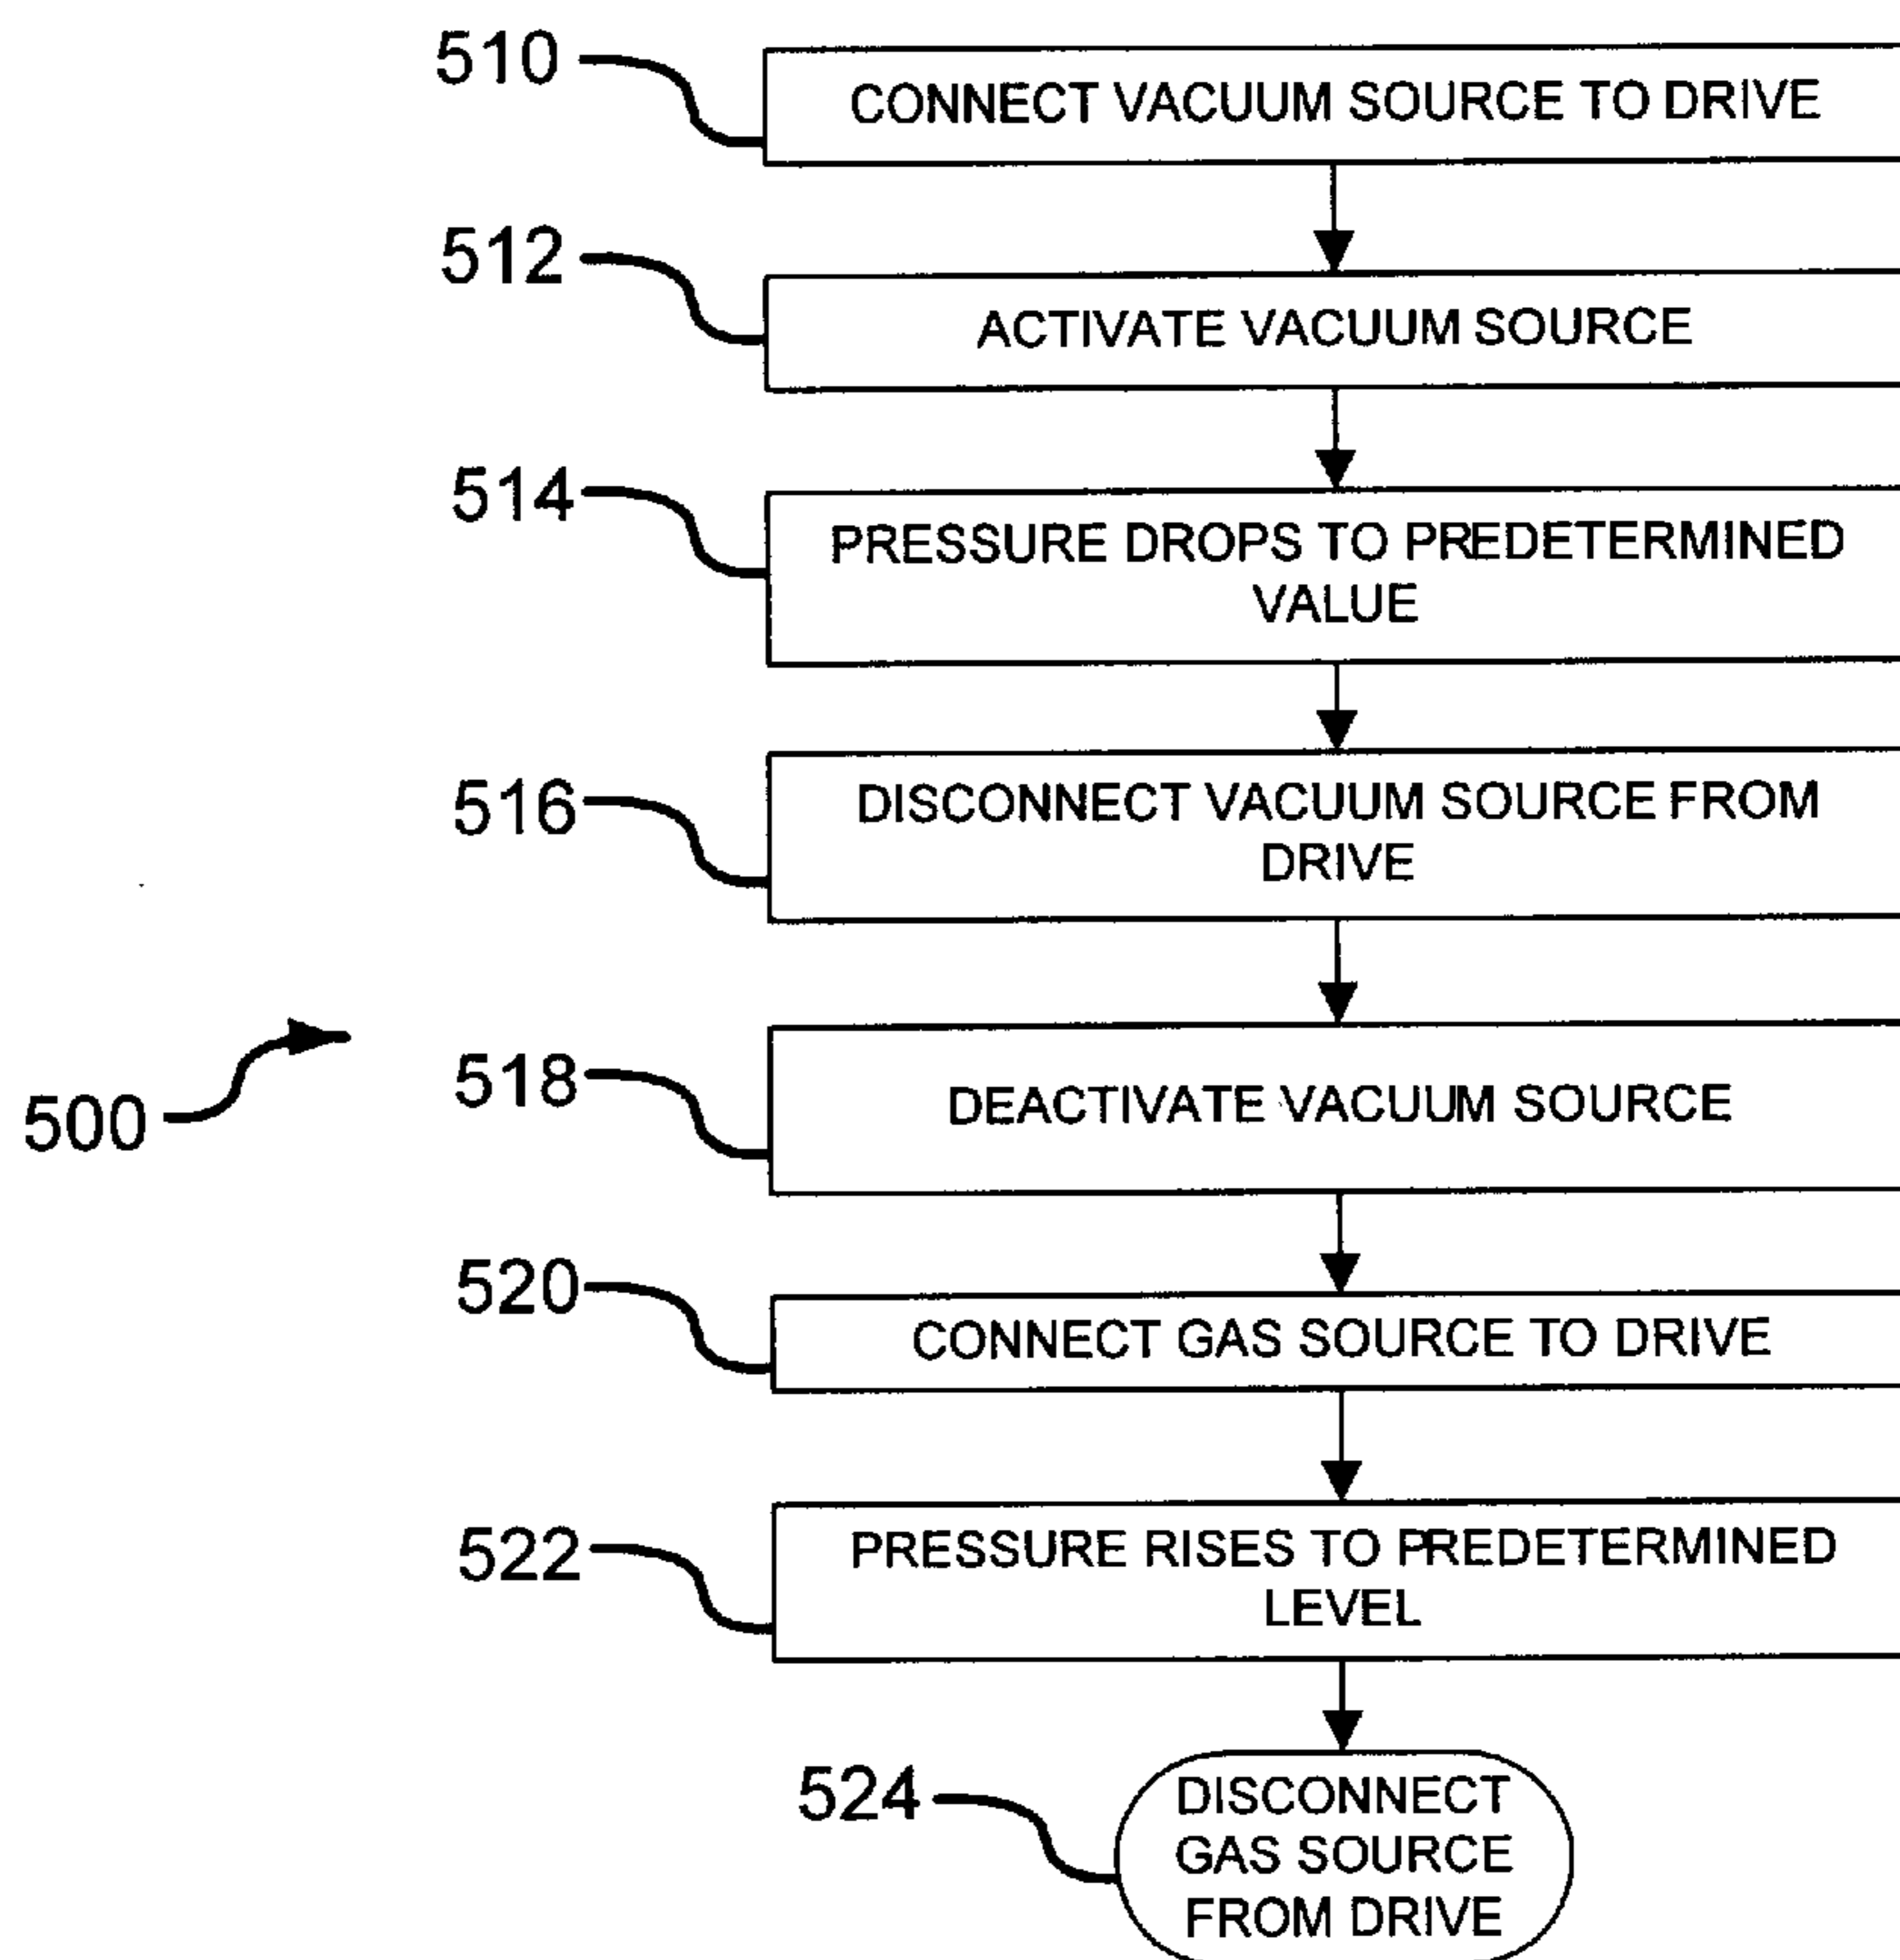 510
CONNECT VACUUM SOURCE TO DRIVE
512
ACTIVATE VACUUM SOURCE
514
PRESSURE DROPS TO PREDETERMINED
VALUE
516
DISCONNECT VACUUM SOURCE FROM
DRIVE
500
518
DEACTIVATE VACUUM SOURCE
520
CONNECT GAS SOURCE TO DRIVE
522
PRESSURE RISES TO PREDETERMINED
LEVEL
524
DISCONNECT
GAS SOURCE
FROM DRIVE